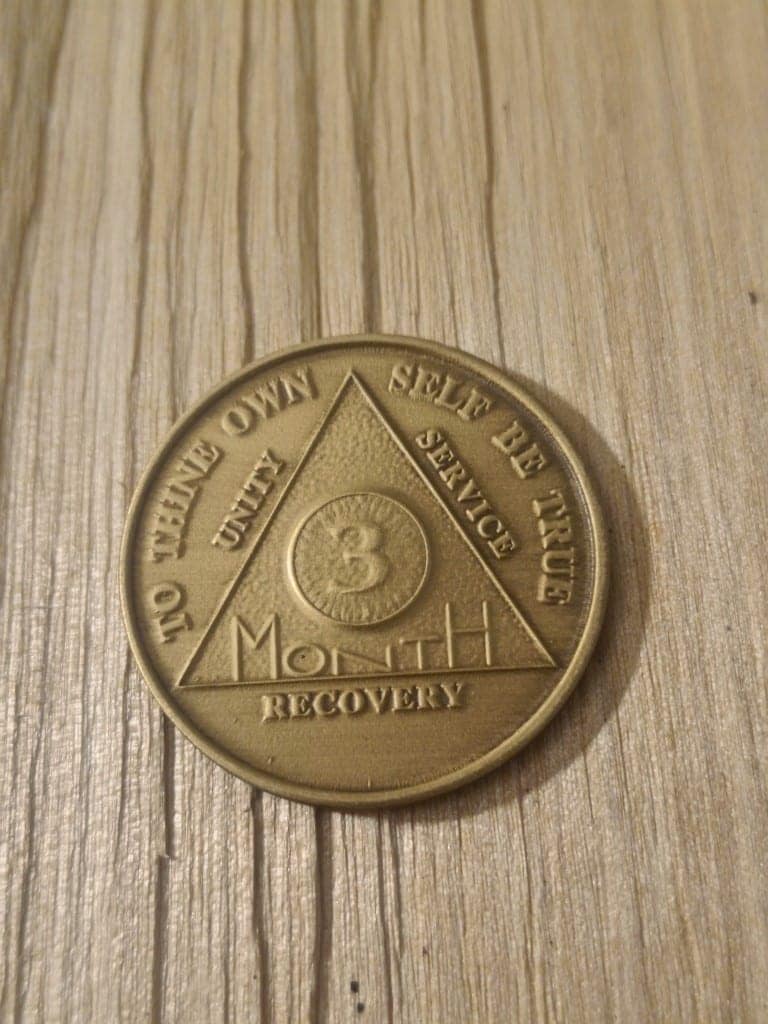 TO THINE OWN SELF BE TRUE
UNITY
SERVICE
3
MONTH
RECOVERY